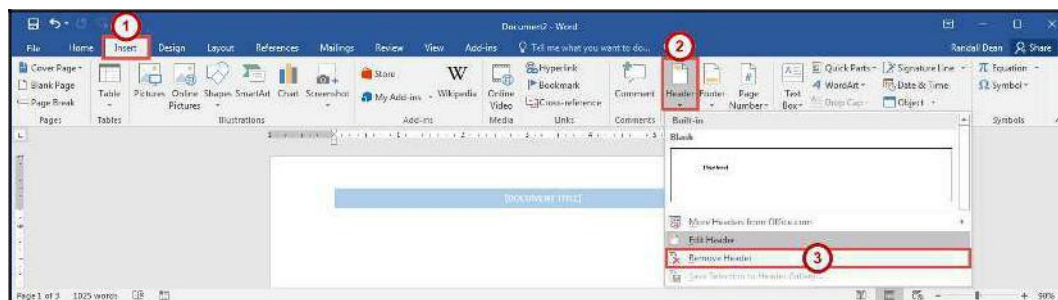 Document2 - Word
1
2
File Home Insert Design Layout References Mailings Review View Add-ins Tell me what you want to do... Randall Dean Share
Cover Page
Blank Page
Page Break
Table
Pictures
Online Pictures
Shapes
SmartArt
Chart
Screenshot
Store
My Add-ins
W
Wikipedia
Online Video
Hyperlink
Bookmark
Cross-reference
Comment
Header
Footer
Page Number
Text Box
Quick Parts
WordArt
Drop Cap
Signature Line
Date & Time
Object
Equation
Symbol
Pages Tables Illustrations Add-ins Media Links Comments Symbols
Built-in
Blank
[DOCUMENT TITLE]
More Headers from Office.com
Edit Header
Remove Header
3
Save Selection to Header Gallery...
Page 1 of 3 1025 words 90%